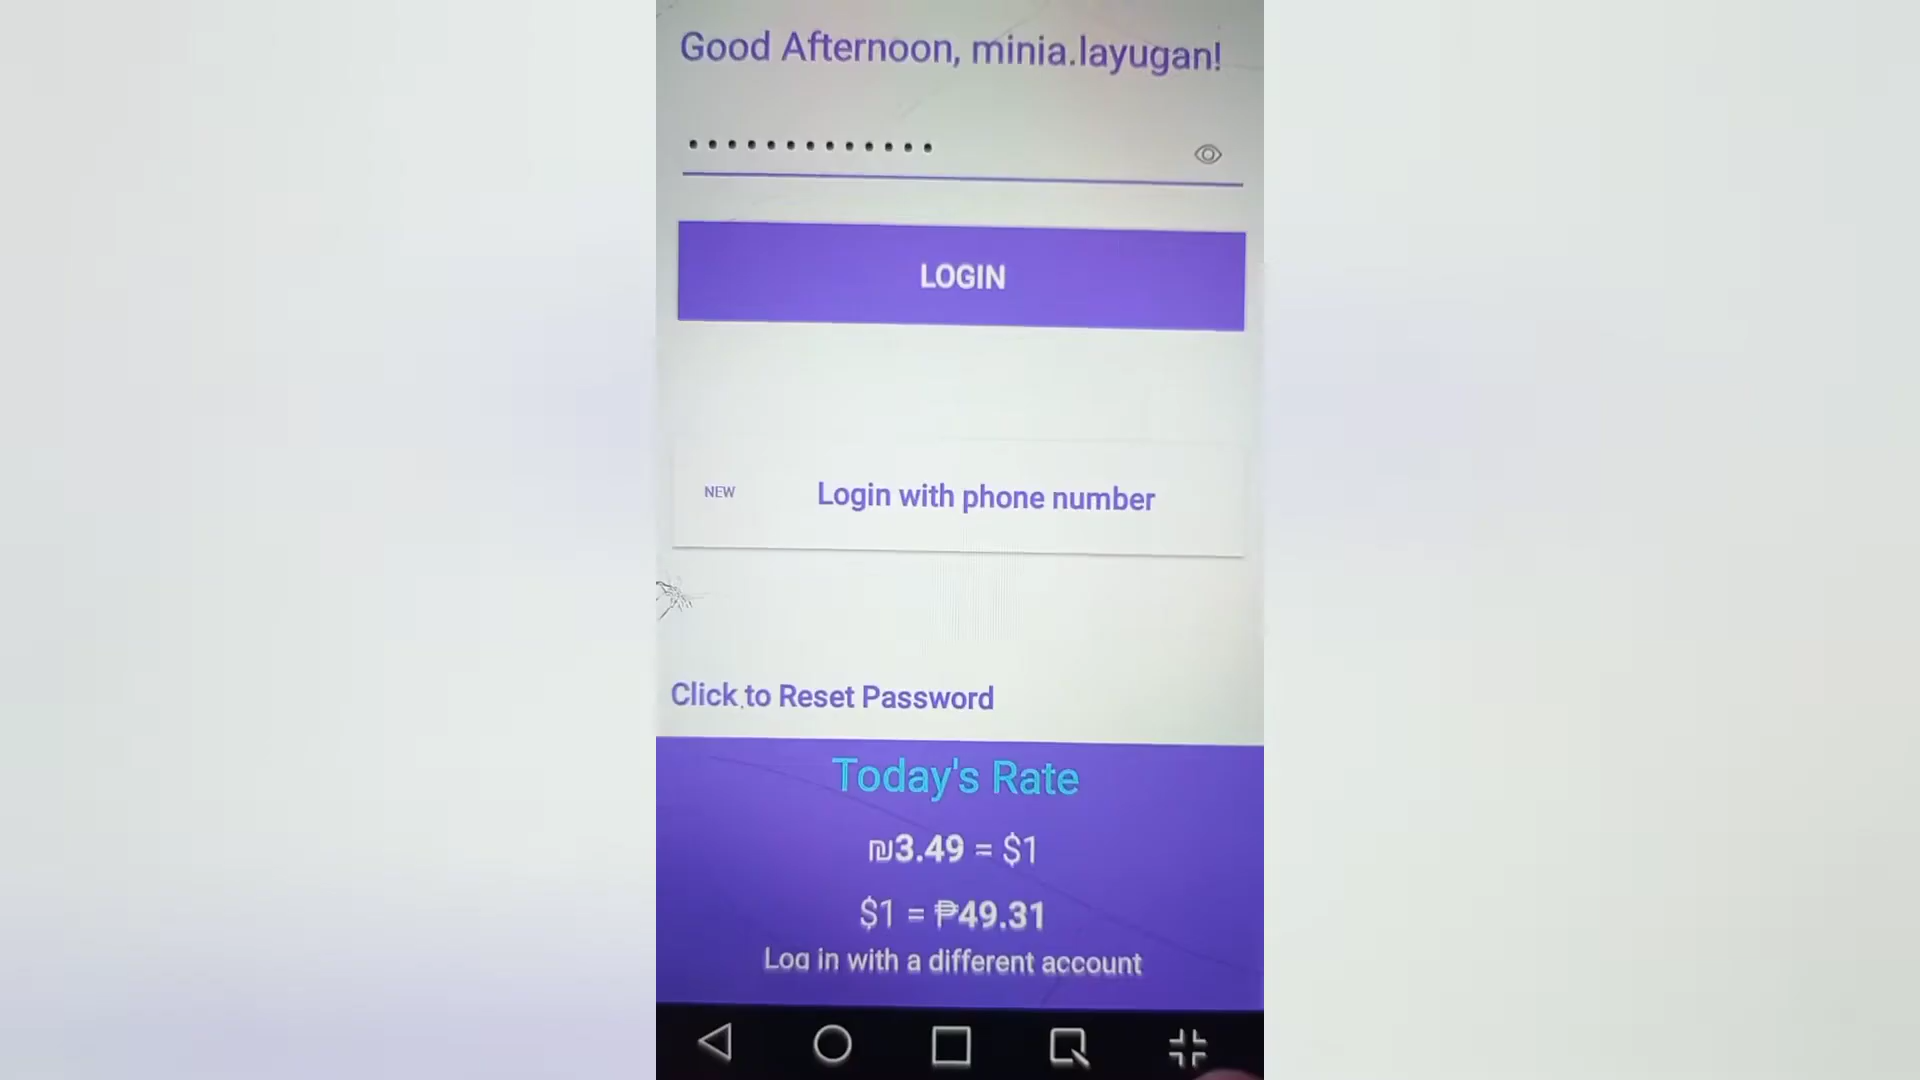 Good Afternoon, minia.layugan!
LOGIN
NEW Login with phone number
Click to Reset Password
Today's Rate
₪3.49 = $1
$1 = ₱49.31
Log in with a different account